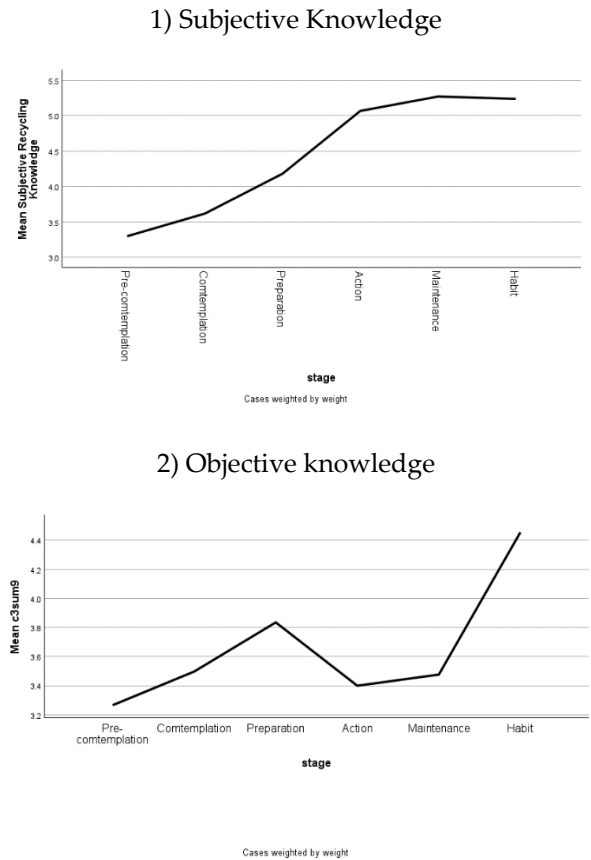 1) Subjective Knowledge
Mean Subjective Recycling
Knowledge
5.5
5.0
4.5
4.0
3.5
3.0
Pre-comtemplation
Comtemplation
Preparation
Action
Maintenance
Habit
stage
Cases weighted by weight
2) Objective knowledge
Mean c3sum9
4.4
4.2
4.0
3.8
3.6
3.4
3.2
Pre-
comtemplation
Comtemplation
Preparation
Action
Maintenance
Habit
stage
Cases weighted by weight